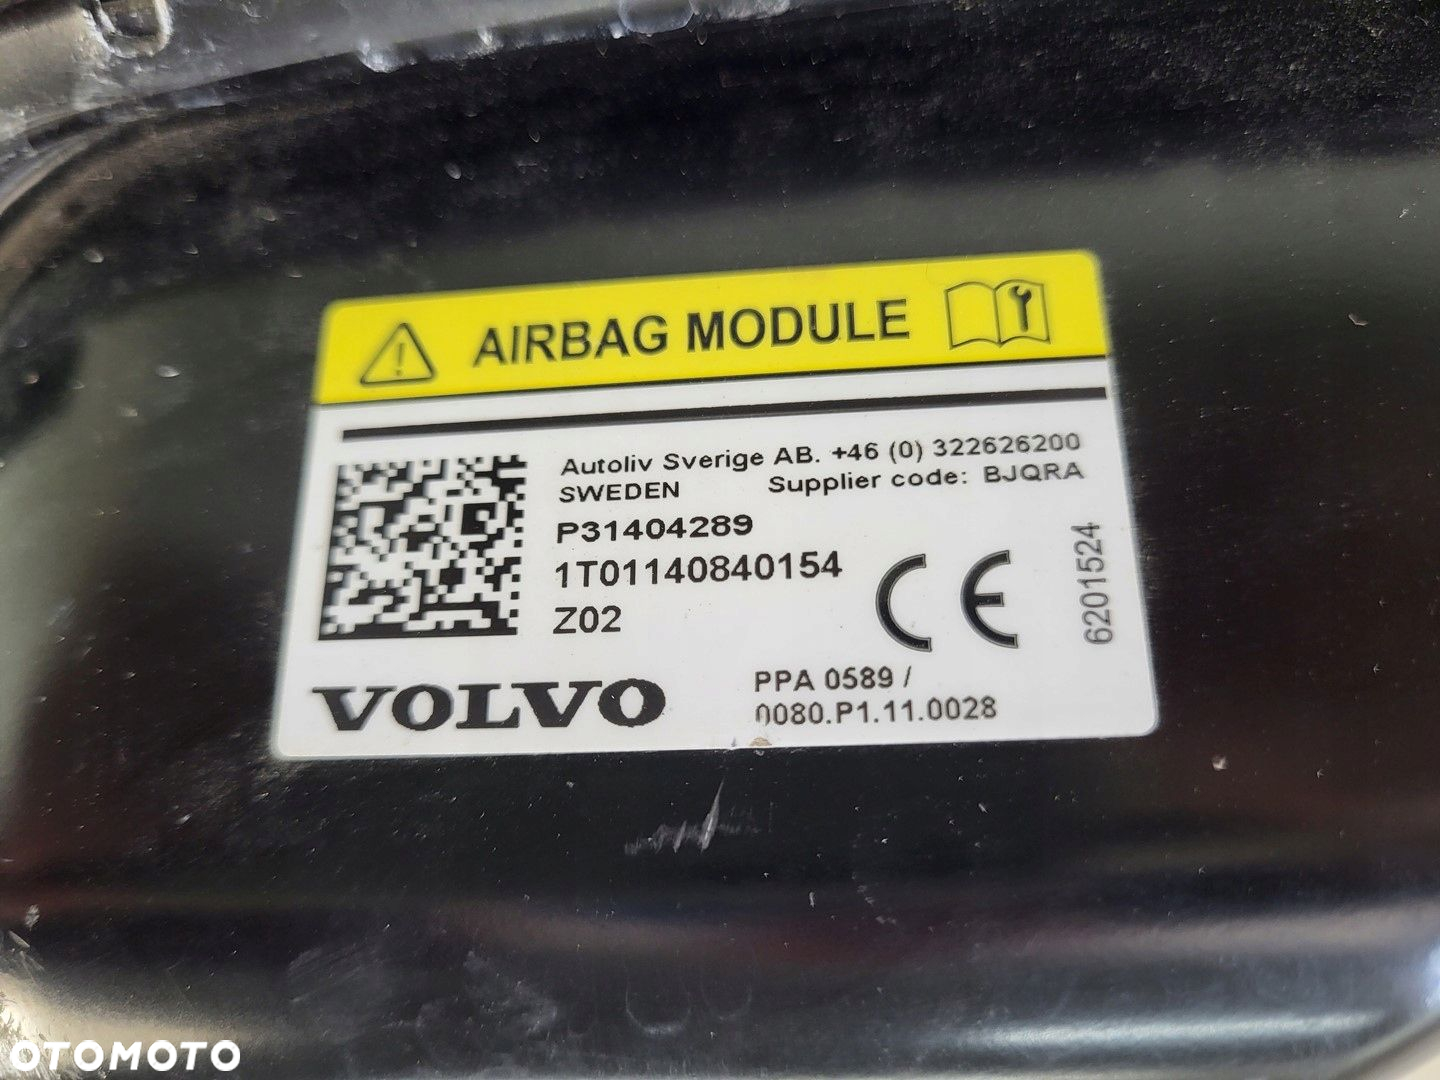 AIRBAG MODULE
Autoliv Sverige AB. +46 (0) 322626200
SWEDEN Supplier code: BJQRA
P31404289
1T01140840154
Z02
CE
6201524
VOLVO
PPA 0589 /
0080.P1.11.0028
OTOMOTO